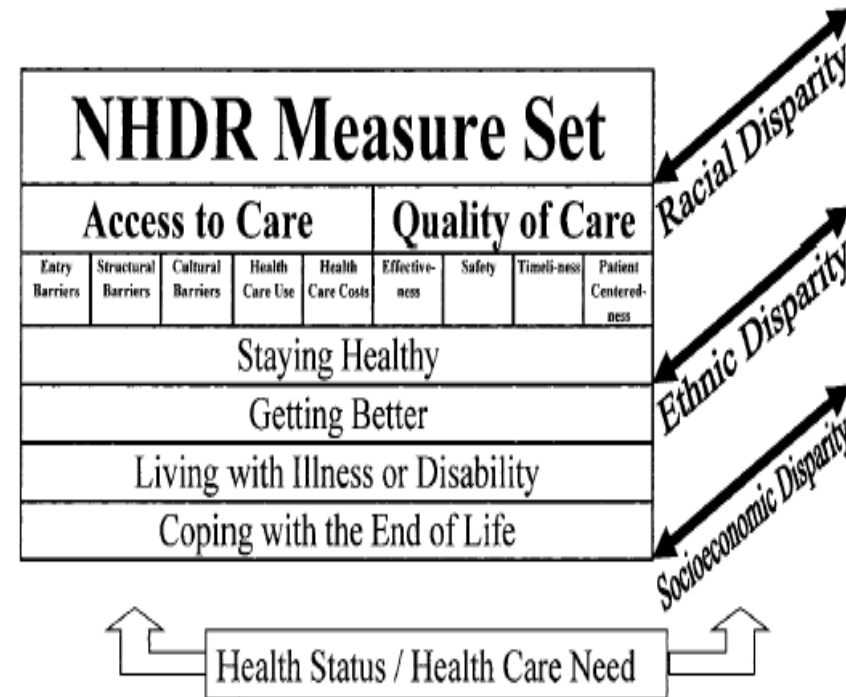 NHDR Measure Set
Access to Care
Quality of Care
Entry
Barriers
Structural
Barriers
Cultural
Barriers
Health
Care Use
Health
Care Costs
Effective-
ness
Safety
Timeli-ness
Patient
Centered-
ness
Staying Healthy
Getting Better
Living with Illness or Disability
Coping with the End of Life
Racial Disparity
Ethnic Disparity
Socioeconomic Disparity
Health Status / Health Care Need